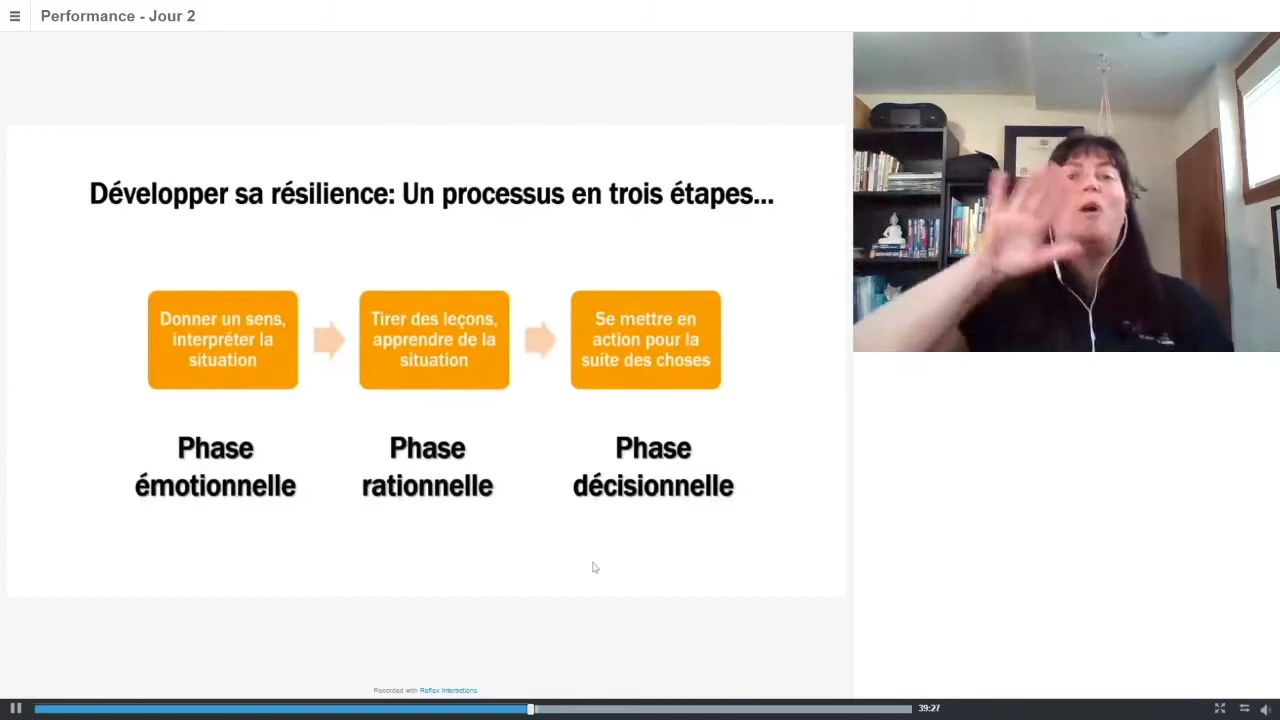 Performance - Jour 2
Développer sa résilience: Un processus en trois étapes...
Donner un sens,
interpréter la
situation
Tirer des leçons,
apprendre de la
situation
Se mettre en
action pour la
suite des choses
Phase
émotionnelle
Phase
rationnelle
Phase
décisionnelle
Recorded with Reflex Interactions.
39:27